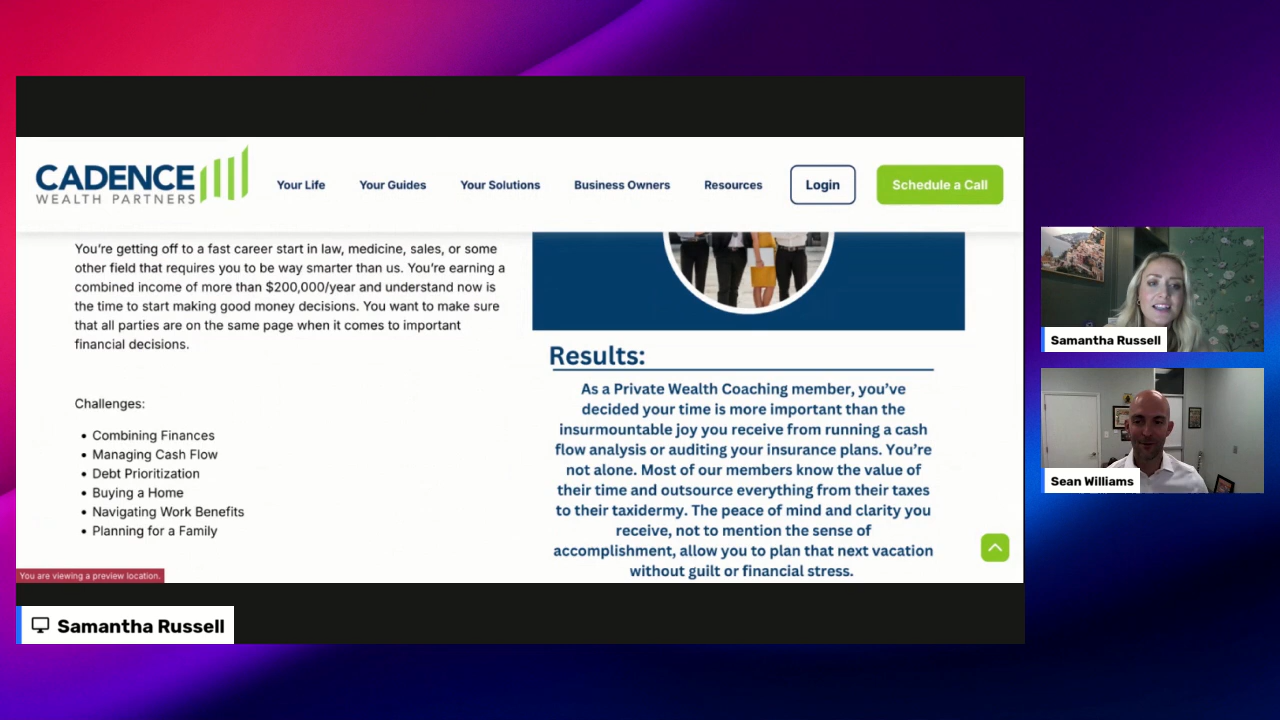 CADENCE
WEALTH PARTNERS
Your Life
Your Guides
Your Solutions
Business Owners
Resources
Login
Schedule a Call
You're getting off to a fast career start in law, medicine, sales, or some
other field that requires you to be way smarter than us. You're earning a
combined income of more than $200,000/year and understand now is
the time to start making good money decisions. You want to make sure
that all parties are on the same page when it comes to important
financial decisions.
Challenges:
• Combining Finances
• Managing Cash Flow
• Debt Prioritization
• Buying a Home
• Navigating Work Benefits
• Planning for a Family
Results:
As a Private Wealth Coaching member, you've
decided your time is more important than the
insurmountable joy you receive from running a cash
flow analysis or auditing your insurance plans. You're
not alone. Most of our members know the value of
their time and outsource everything from their taxes
to their taxidermy. The peace of mind and clarity you
receive, not to mention the sense of
accomplishment, allow you to plan that next vacation
without guilt or financial stress.
You are viewing a preview location.
Samantha Russell
Samantha Russell
Sean Williams